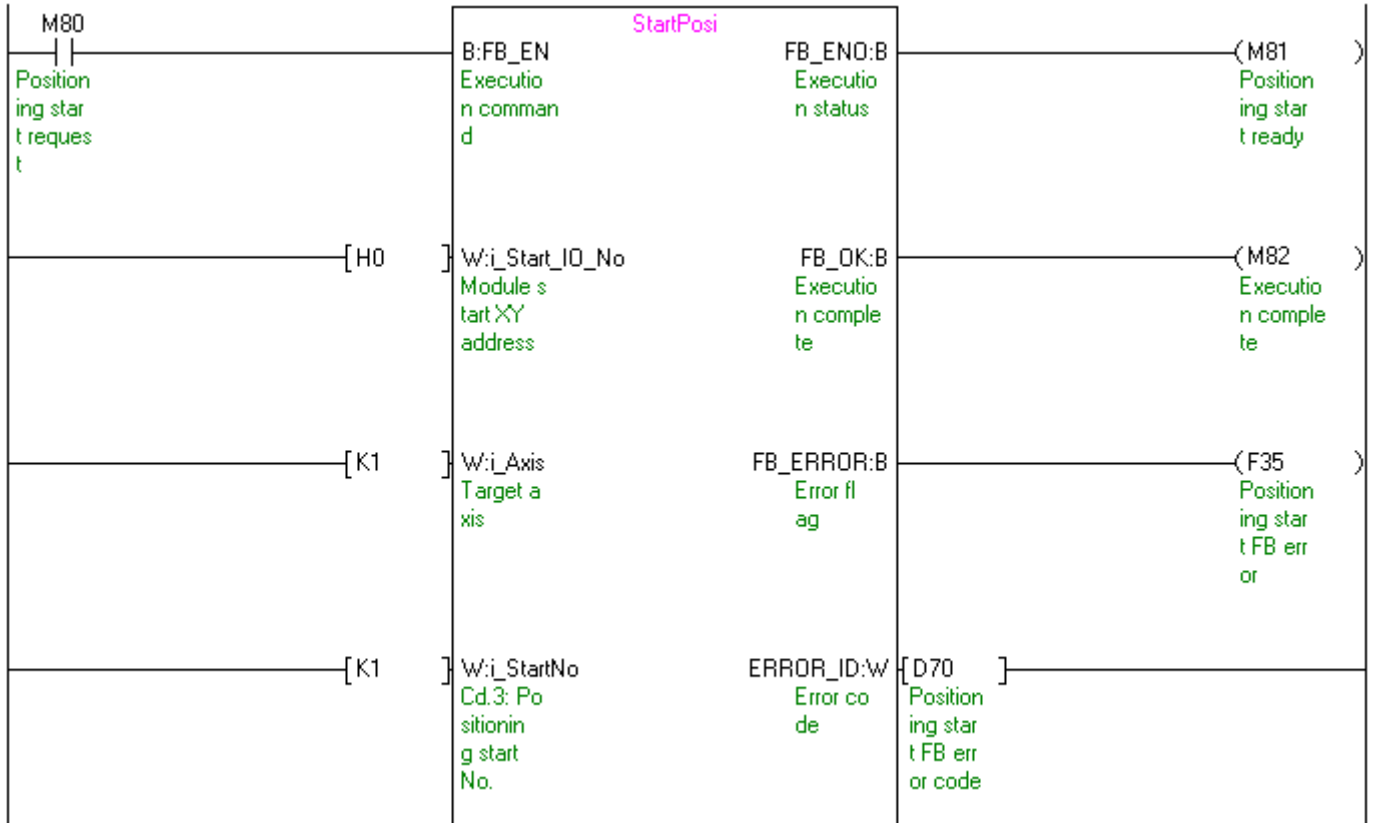 M80
StartPosi
B:FB_EN
FB_ENO:B
(M81 )
Position
ing star
t reques
t
Executio
n comman
d
Executio
n status
Position
ing star
t ready
[H0 ]
W:i_Start_IO_No
FB_OK:B
(M82 )
Module s
tart XY
address
Executio
n comple
te
Executio
n comple
te
[K1 ]
W:i_Axis
FB_ERROR:B
(F35 )
Target a
xis
Error fl
ag
Position
ing star
t FB err
or
[K1 ]
W:i_StartNo
ERROR_ID:W
[D70 ]
Cd.3: Po
sitionin
g start
No.
Error co
de
Position
ing star
t FB err
or code